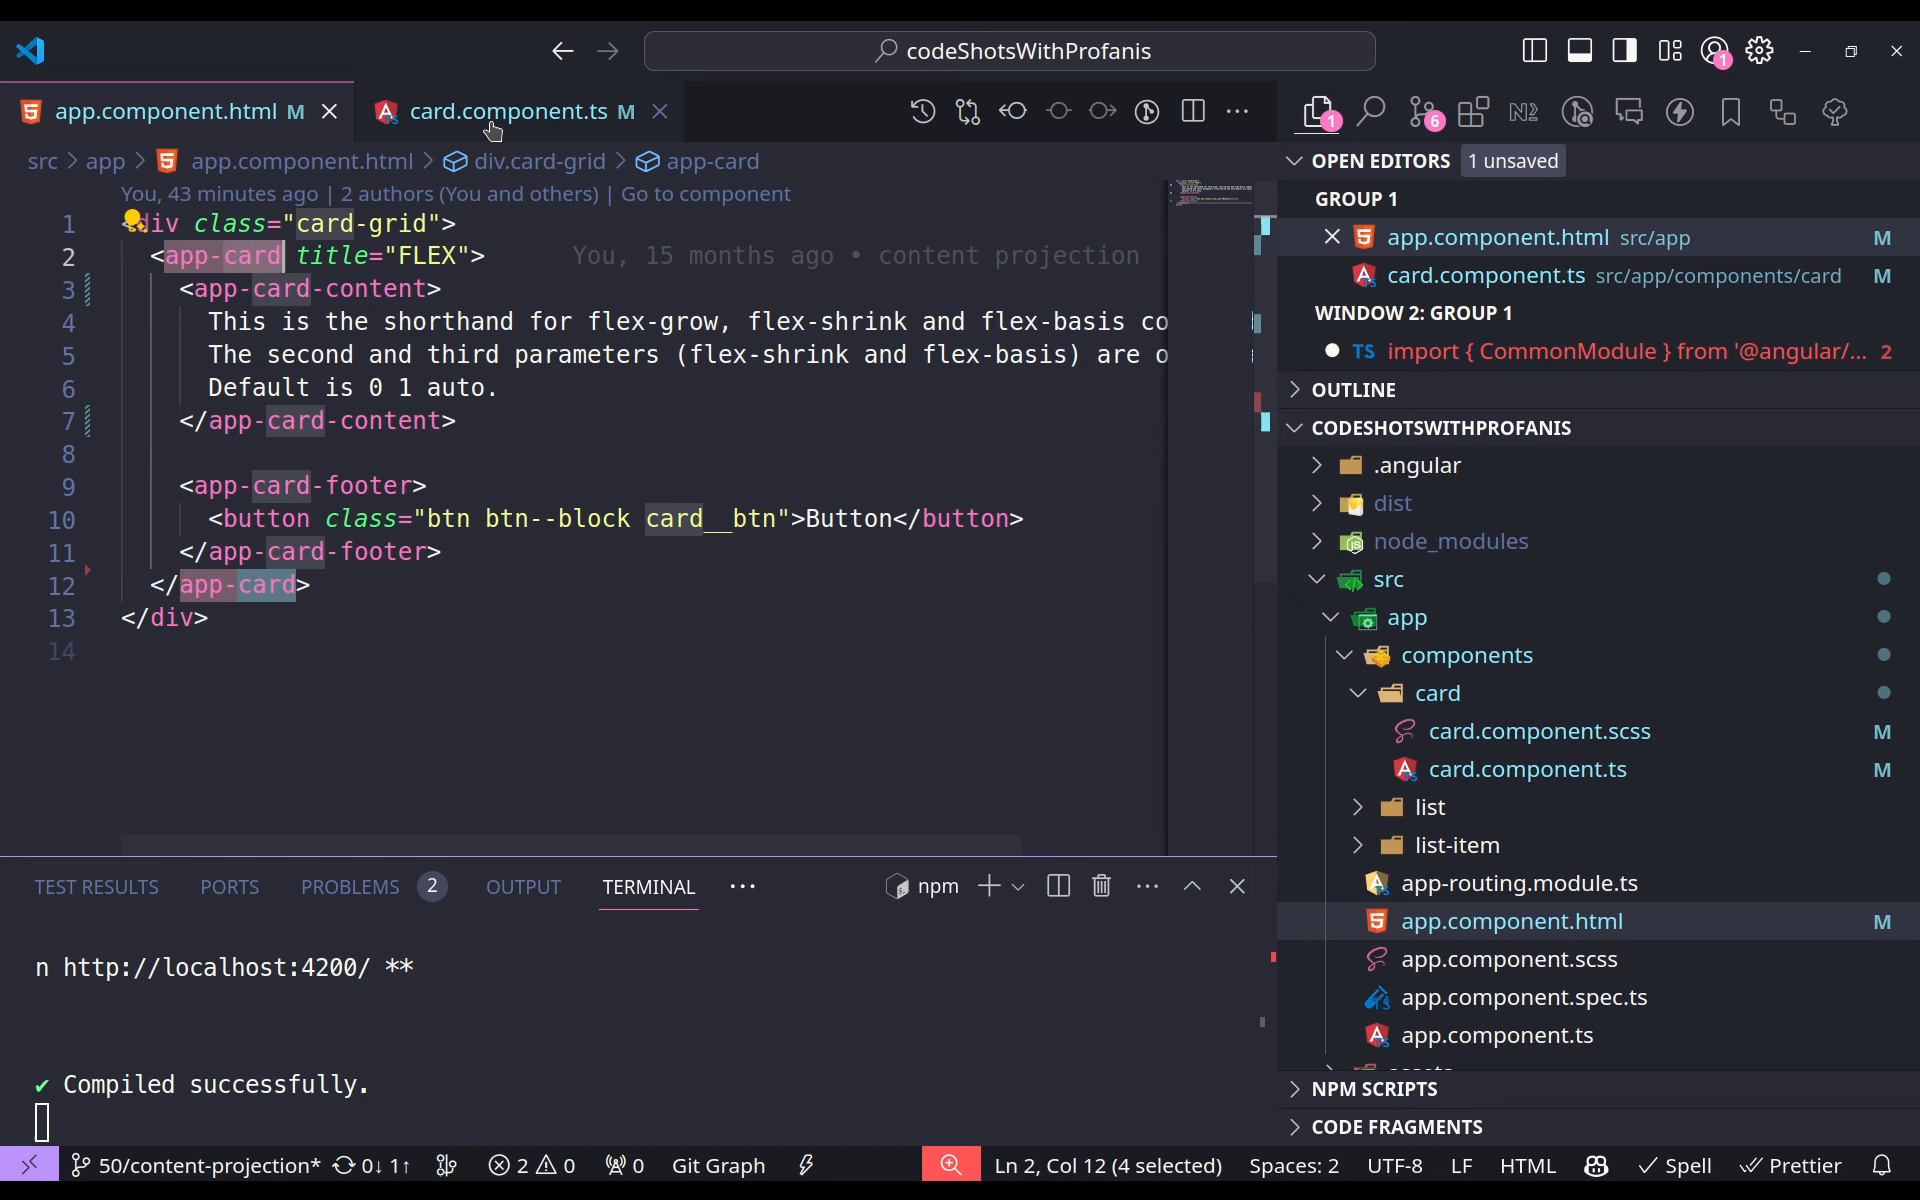 codeShotsWithProfanis
1
app.component.html M
card.component.ts M
1
6
src > app > app.component.html > div.card-grid > app-card
You, 43 minutes ago | 2 authors (You and others) | Go to component
1 <div class="card-grid">
2 <app-card title="FLEX"> You, 15 months ago • content projection
3 <app-card-content>
4 This is the shorthand for flex-grow, flex-shrink and flex-basis co
5 The second and third parameters (flex-shrink and flex-basis) are o
6 Default is 0 1 auto.
7 </app-card-content>
8
9 <app-card-footer>
10 <button class="btn btn--block card__btn">Button</button>
11 </app-card-footer>
12 </app-card>
13 </div>
14
OPEN EDITORS 1 unsaved
GROUP 1
app.component.html src/app M
card.component.ts src/app/components/card M
WINDOW 2: GROUP 1
TS import { CommonModule } from '@angular/... 2
OUTLINE
CODESHOTSWITHPROFANIS
.angular
dist
node_modules
src
app
components
card
card.component.scss M
card.component.ts M
list
list-item
app-routing.module.ts
app.component.html M
app.component.scss
app.component.spec.ts
app.component.ts
NPM SCRIPTS
CODE FRAGMENTS
TEST RESULTS PORTS PROBLEMS 2 OUTPUT TERMINAL npm
n http://localhost:4200/ **
✔ Compiled successfully.
50/content-projection* 0↓ 1↑ 2 0 0 Git Graph Ln 2, Col 12 (4 selected) Spaces: 2 UTF-8 LF HTML Spell Prettier